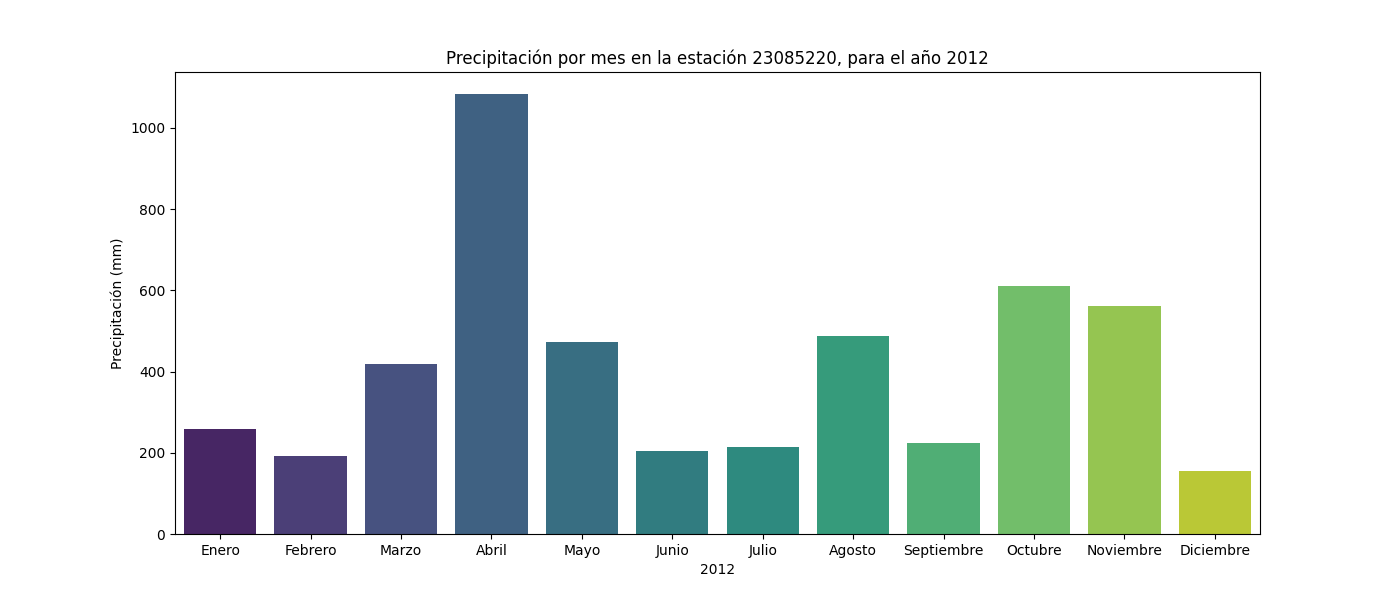 Precipitación por mes en la estación 23085220, para el año 2012
Precipitación (mm)
1000
800
600
400
200
0
Enero Febrero Marzo Abril Mayo Junio Julio Agosto Septiembre Octubre Noviembre Diciembre
2012